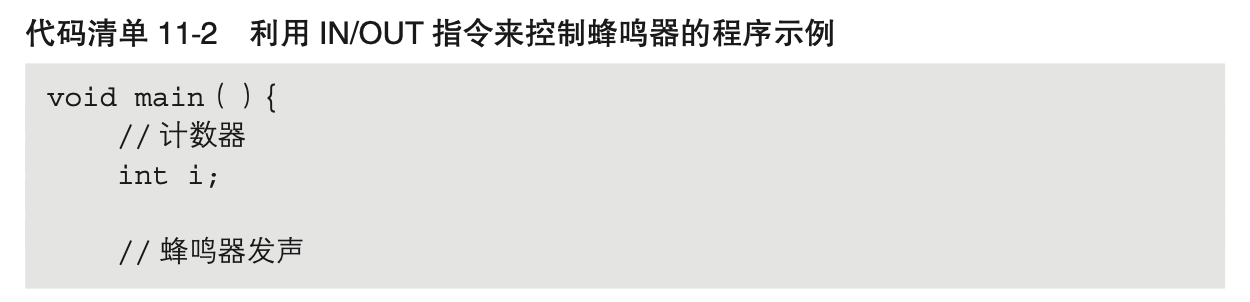 代码清单 11-2　利用 IN/OUT 指令来控制蜂鸣器的程序示例
void main ( ) {
    // 计数器
    int i;
    // 蜂鸣器发声